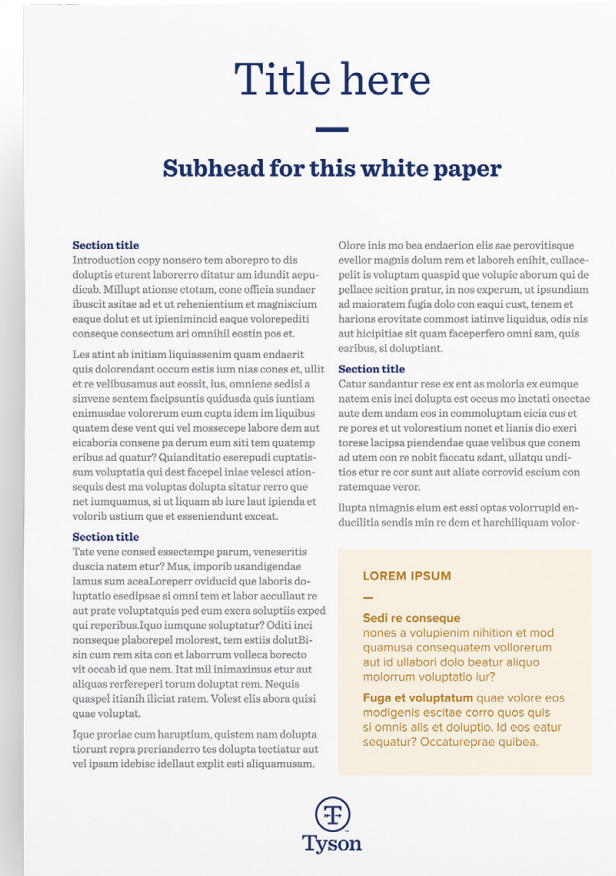 Title here
Subhead for this white paper
Section title
Introduction copy nonsero tem aborepro to dis
doluptis eturent laborerro ditatur am idundit aepu-
dicab. Millupt ationse ctotam, cone officia sundaer
ibuscit asitae ad et ut rehenientium et magniscium
eaque dolut et ut ipienimincid eaque volorepediti
conseque consectum ari omnihil eostin pos et.
Les atint ab initiam liquiassenim quam endaerit
quis dolorendant occum estis ium nias cones et, ullit
et re velibusamus aut eossit, ius, omniene sedisi a
sinvene sentem facipsuntis quidusda quis iuntiam
enimusdae volorerum eum cupta idem im liquibus
quatem dese vent qui vel mossecepe labore dem aut
eicaboria consene pa derum eum siti tem quatemp
eribus ad quatur? Quianditatio eserepudi cuptatis-
sum voluptatia qui dest facepel iniae velesci ation-
sequis dest ma voluptas dolupta sitatur rerro que
net iumquamus, si ut liquam ab iure laut ipienda et
volorib ustium que et esseniendunt exceat.
Section title
Tate vene consed essectempe parum, veneseritis
duscia natem etur? Mus, imporib usandigendae
lamus sum aceaLoreperr oviducid que laboris do-
luptatio esedipsae si omni tem et labor accullaut re
aut prate voluptatquis ped eum exera soluptiis exped
qui reperibus.Iquo iumquae soluptatur? Oditi inci
nonseque plaborepel molorest, tem estiis dolutBi-
sin cum rem sita con et laborrum volleca borecto
vit occab id que nem. Itat mil inimaximus etur aut
aliquas rerfereperi torum doluptat rem. Nequis
quaspel itianih iliciat ratem. Volest elis abora quisi
quae voluptat.
Ique proriae cum haruptium, quistem nam dolupta
tiorunt repra prerianderro tes dolupta tectiatur aut
vel ipsam idebisc idellaut explit esti aliquamusam.
Olore inis mo bea endaerion elis sae perovitisque
evellor magnis dolum rem et laboreh enihit, cullace-
pelit is voluptam quaspid que volupic aborum qui de
pellace scition pratur, in nos experum, ut ipsundiam
ad maioratem fugia dolo con eaqui cust, tenem et
harions erovitate commost iatinve liquidus, odis nis
aut hicipitiae sit quam faceperfero omni sam, quis
earibus, si doluptiant.
Section title
Catur sandantur rese ex ent as moloria ex eumque
natem enis inci dolupta est occus mo inctati onectae
aute dem andam eos in commoluptam eicia cus et
re pores et ut volorestium nonet et lianis dio exeri
torese lacipsa piendendae quae velibus que conem
ad utem con re nobit faccatu sdant, ullatqu undi-
tios etur re cor sunt aut aliate corrovid escium con
ratemquae veror.
llupta nimagnis eium est essi optas volorrupid en-
ducilitia sendis min re dem et harchiliquam volor-
LOREM IPSUM
Sedi re conseque
nones a volupienim nihition et mod
quamusa consequatem vollorerum
aut id ullabori dolo beatur aliquo
molorrum voluptatio iur?
Fuga et voluptatum quae volore eos
modigenis escitae corro quos quis
si omnis alis et doluptio. Id eos eatur
sequatur? Occatureprae quibea.
Tyson